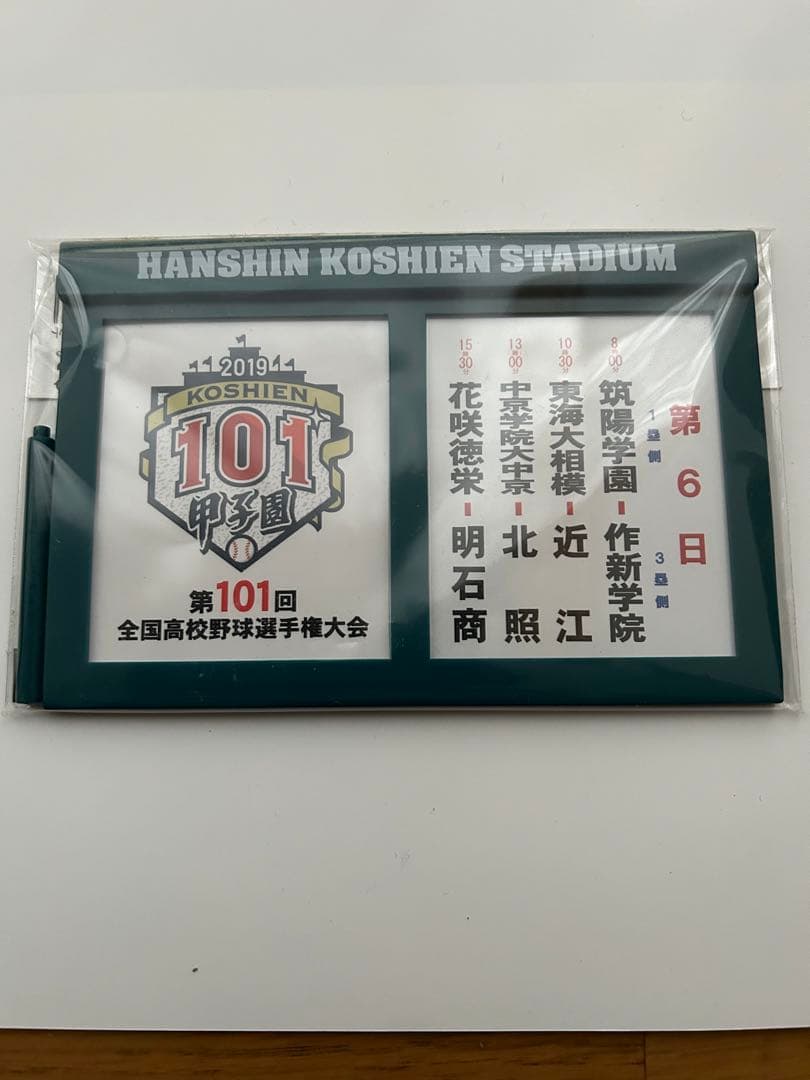 HANSHIN KOSHIEN STADIUM
2019
KOSHIEN
101
甲子園
第101回
全国高校野球選手権大会
第6日
1塁側
3塁側
8時00分
筑陽学園-作新学院
10時30分
東海大相模-近江
13時00分
中京学院大中京-北照
15時30分
花咲徳栄-明石商